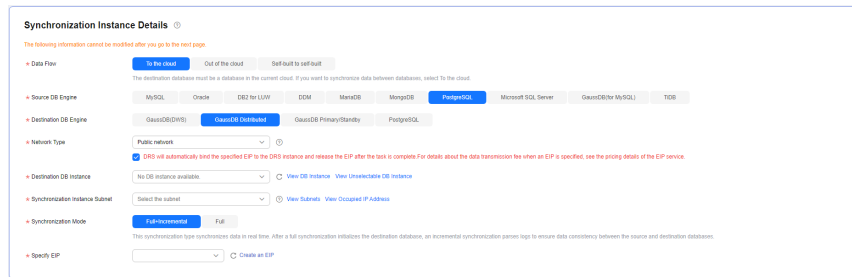 Synchronization Instance Details
The following information cannot be modified after you go to the next page.
* Data Flow To the cloud Out of the cloud Self-built to self-built
The destination database must be a database in the current cloud. If you want to synchronize data between databases, select To the cloud.
* Source DB Engine MySQL Oracle DB2 for LUW DDM MariaDB MongoDB PostgreSQL Microsoft SQL Server GaussDB(for MySQL) TiDB
* Destination DB Engine GaussDB(DWS) GaussDB Distributed GaussDB Primary/Standby PostgreSQL
* Network Type Public network
DRS will automatically bind the specified EIP to the DRS instance and release the EIP after the task is complete.For details about the data transmission fee when an EIP is specified, see the pricing details of the EIP service.
* Destination DB Instance No DB instance available. View DB Instance View Unselectable DB Instance
* Synchronization Instance Subnet Select the subnet View Subnets View Occupied IP Address
* Synchronization Mode Full+Incremental Full
This synchronization type synchronizes data in real time. After a full synchronization initializes the destination database, an incremental synchronization parses logs to ensure data consistency between the source and destination databases.
* Specify EIP Create an EIP